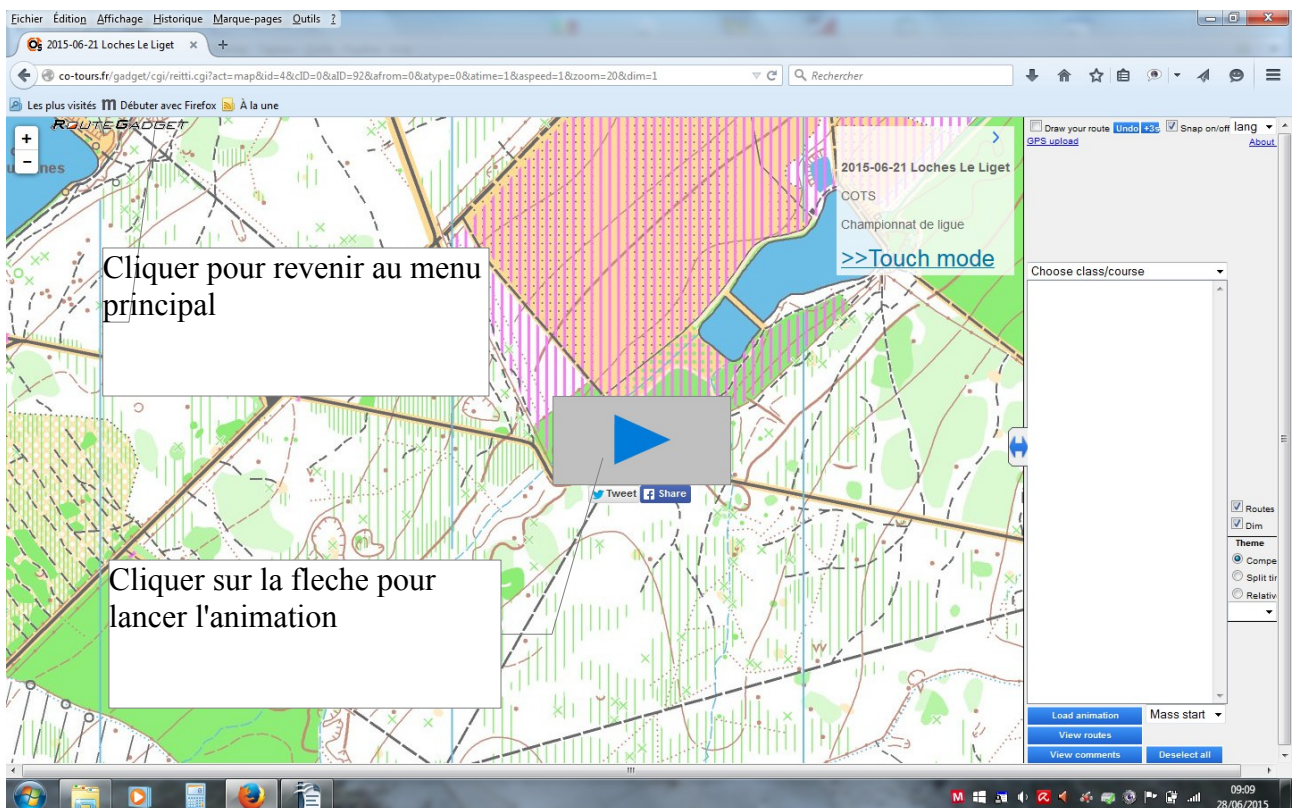 Fichier Édition Affichage Historique Marque-pages Outils ?
2015-06-21 Loches Le Liget × +
co-tours.fr/gadget/cgi/reitti.cgi?act=map&id=4&cID=0&aID=92&afrom=0&atype=0&atime=1&aspeed=1&zoom=20&dim=1
Rechercher
Les plus visités Débuter avec Firefox À la une
ROUTEGADGET
+
-
nes
2015-06-21 Loches Le Liget
COTS
Championnat de ligue
>>Touch mode
Cliquer pour revenir au menu
principal
Tweet Share
Cliquer sur la fleche pour
lancer l'animation
Draw your route Undo +3s Snap on/off lang
GPS upload About
Choose class/course
Routes
Dim
Theme
Compe
Split tir
Relativ
Load animation Mass start
View routes
View comments Deselect all
09:09
28/06/2015